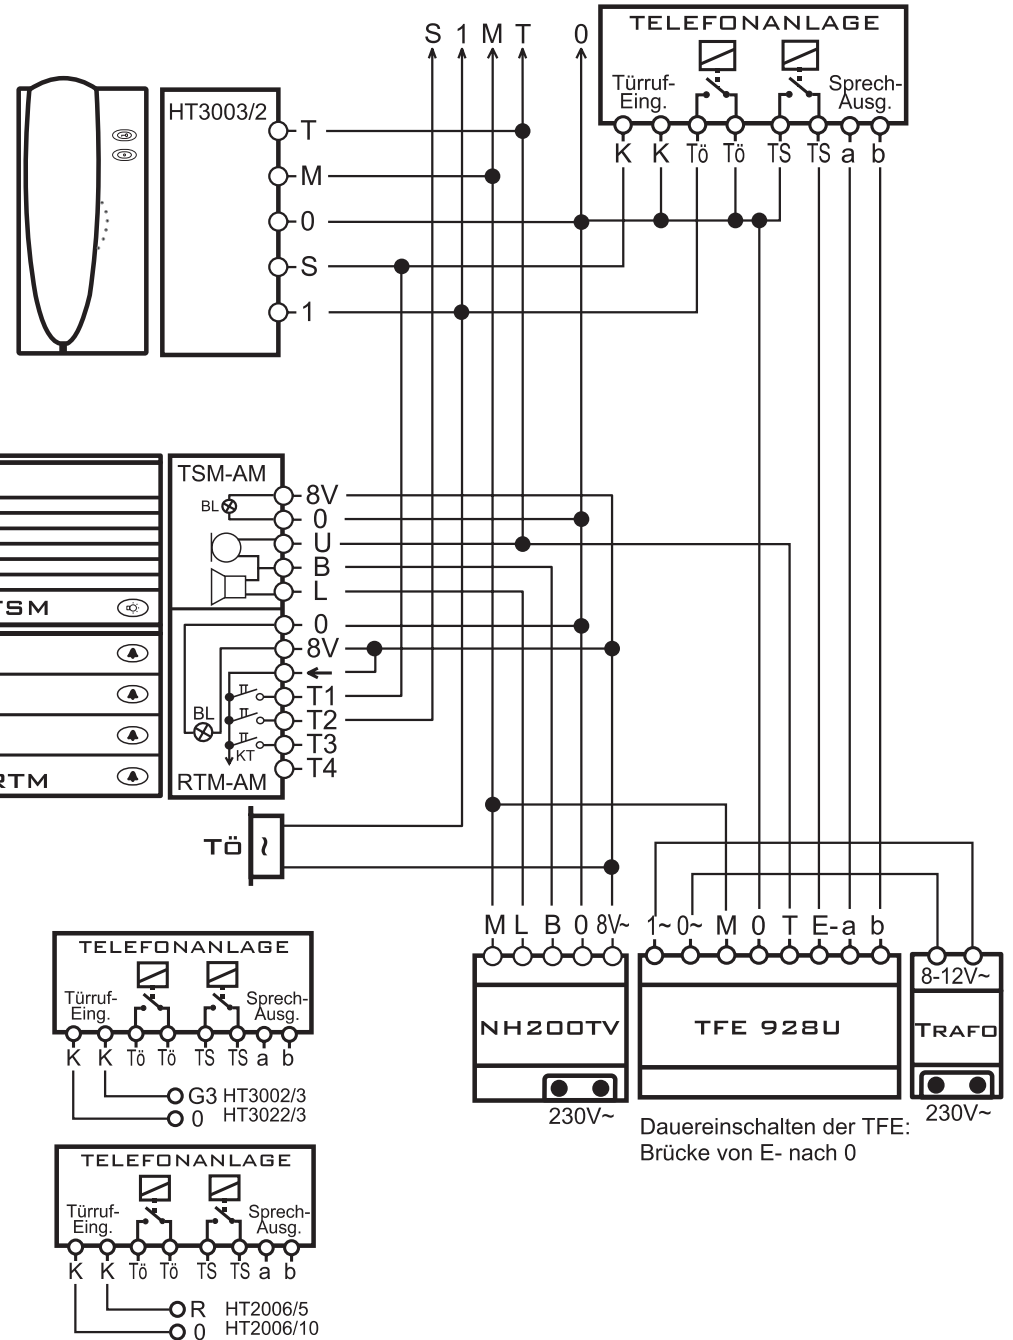 S 1 M T 0
TELEFONANLAGE
Türruf-
Eing.
Sprech-
Ausg.
K K Tö Tö TS TS a b
HT3003/2
T
M
0
S
1
TSM-AM
BL
8V
0
U
B
L
TSM
0
8V
T1
T2
T3
T4
BL
KT
RTM-AM
RTM
Tö ~
M L B 0 8V~
NH200TV
230V~
1~ 0~ M 0 T E- a b
TFE 928U
Dauereinschalten der TFE:
Brücke von E- nach 0
8-12V~
TRAFO
230V~
TELEFONANLAGE
Türruf-
Eing.
Sprech-
Ausg.
K K Tö Tö TS TS a b
G3 HT3002/3
0 HT3022/3
TELEFONANLAGE
Türruf-
Eing.
Sprech-
Ausg.
K K Tö Tö TS TS a b
R HT2006/5
0 HT2006/10